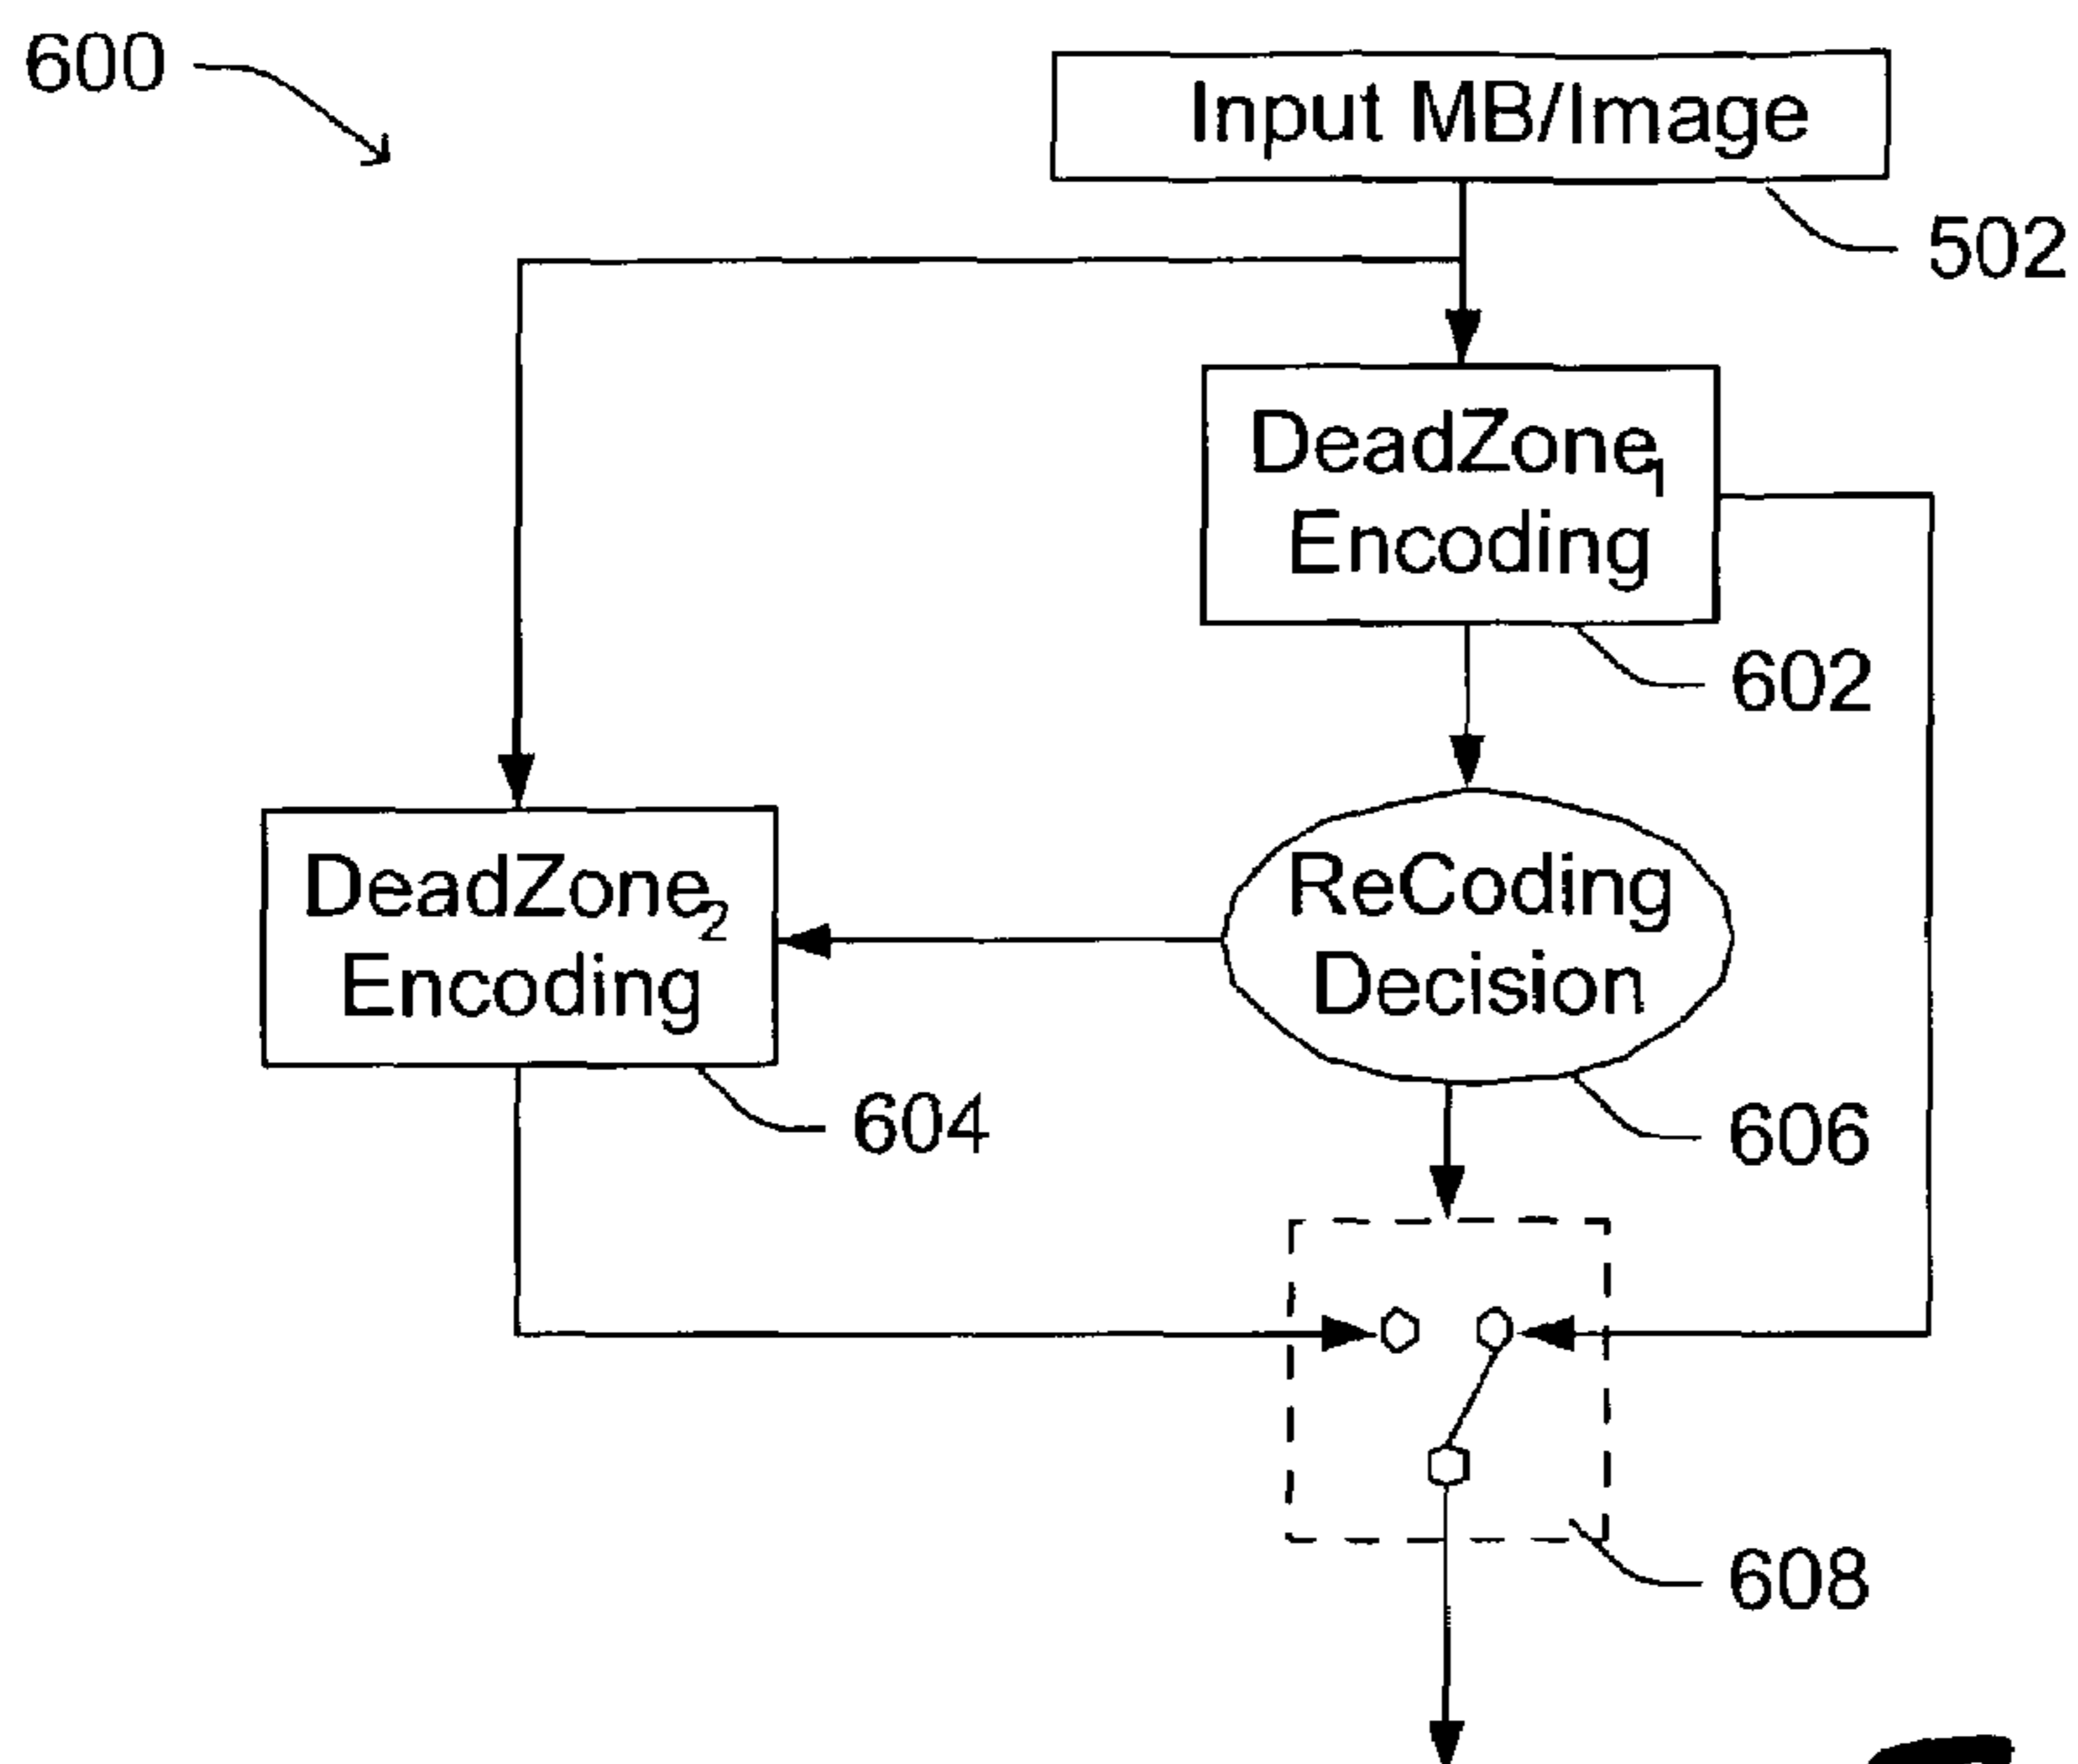 600
Input MB/Image
502
DeadZone1
Encoding
602
DeadZone2
Encoding
604
ReCoding
Decision
606
608